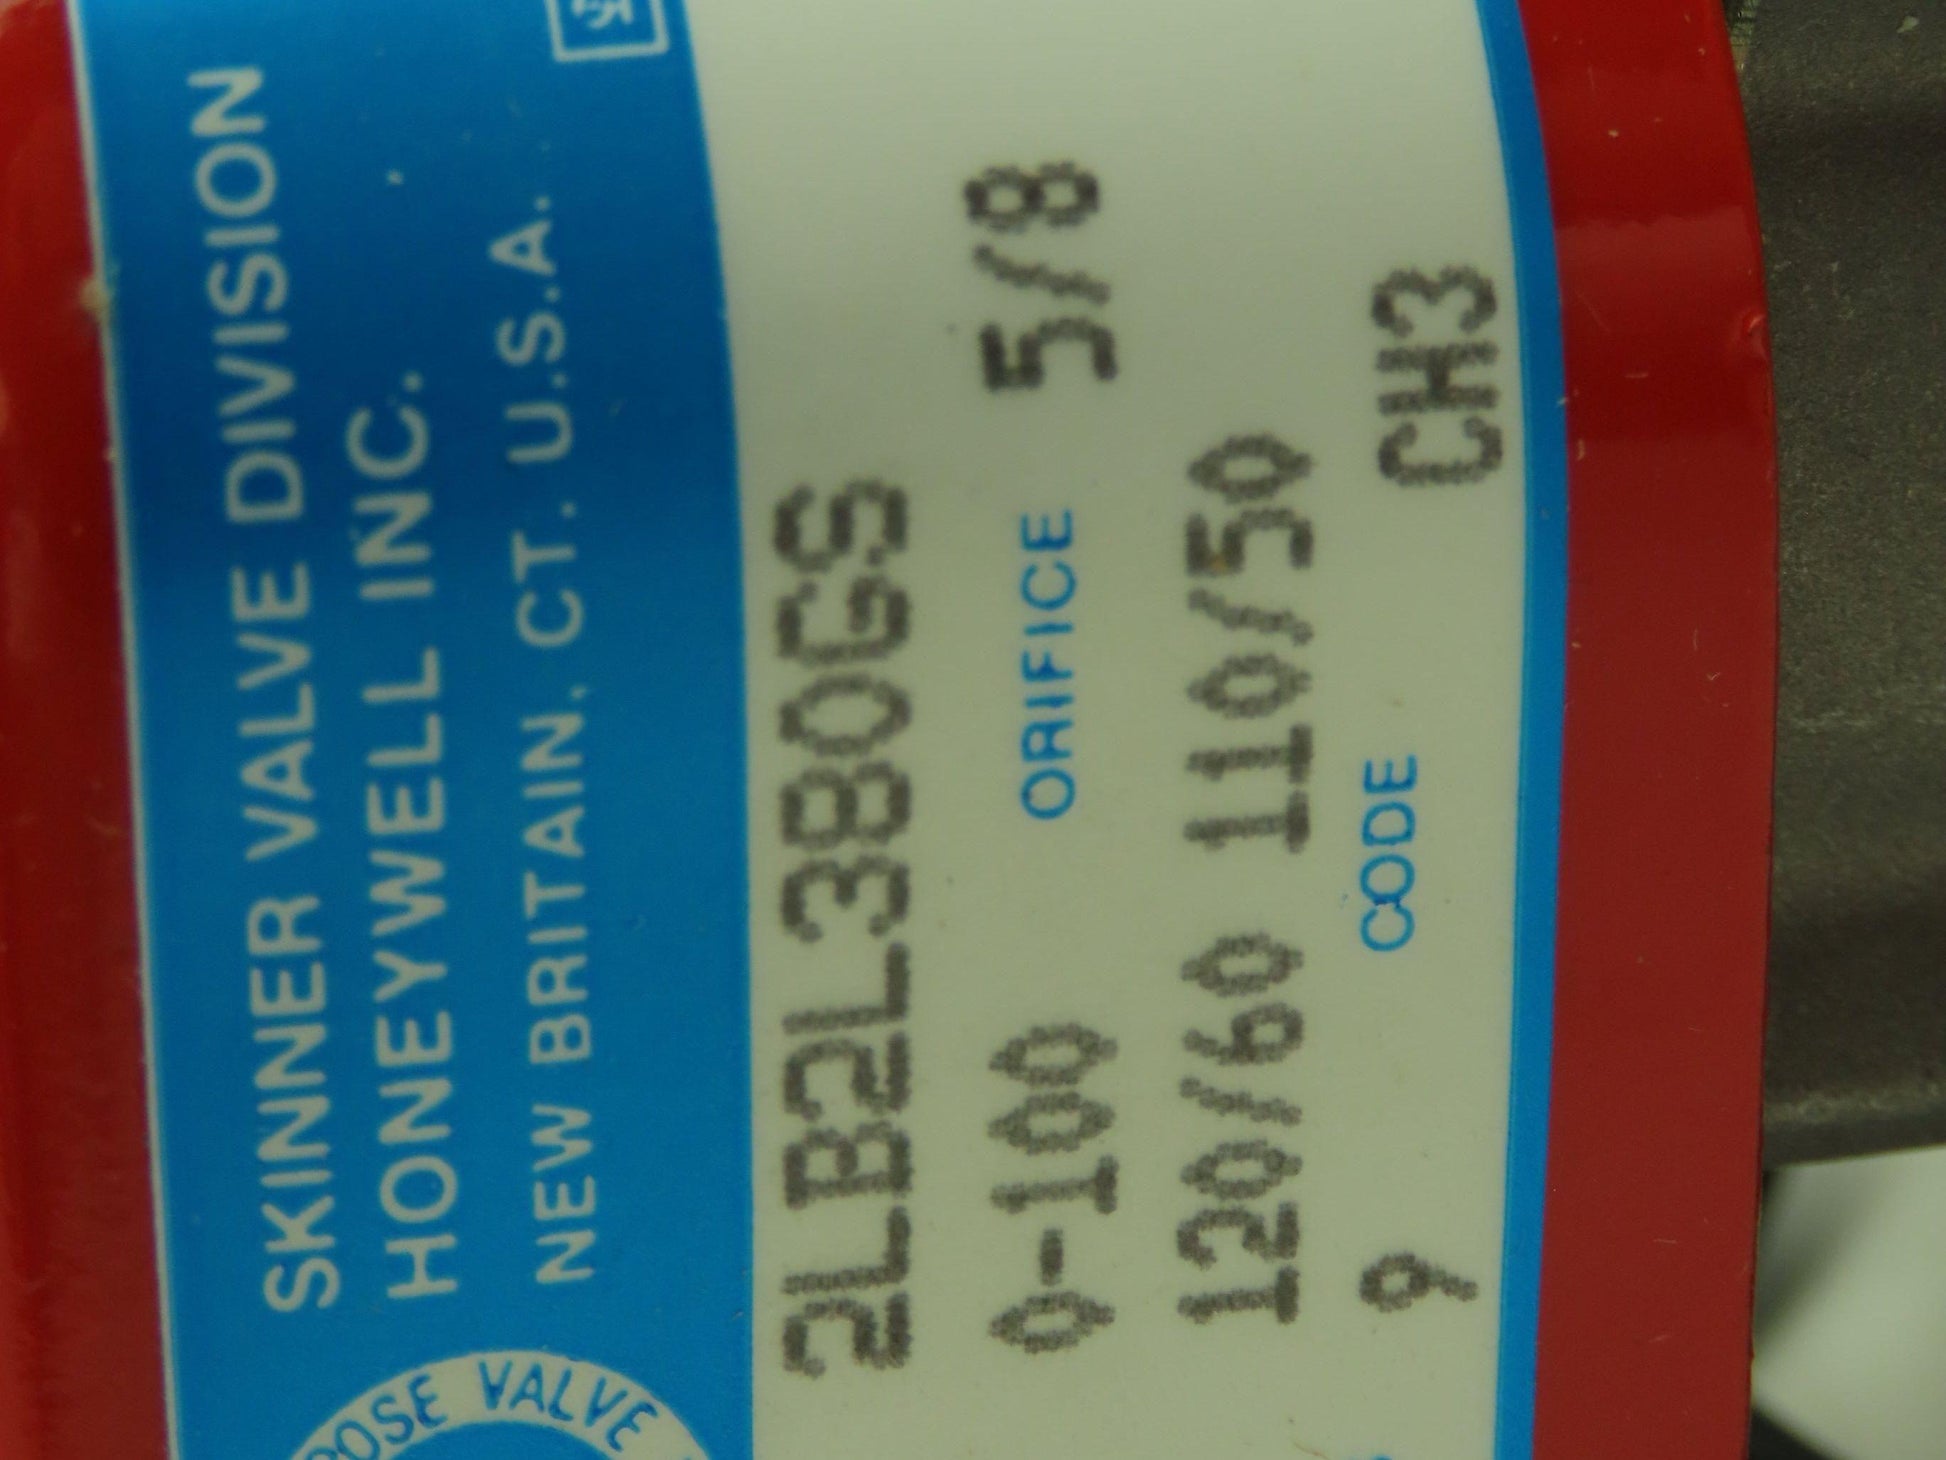 SKINNER VALVE DIVISION
HONEYWELL INC.
NEW BRITAIN, CT. U.S.A.
VALVE
2LB2L380GS
0-100 ORIFICE 5/8
120/60 110/50
9 CODE CH3